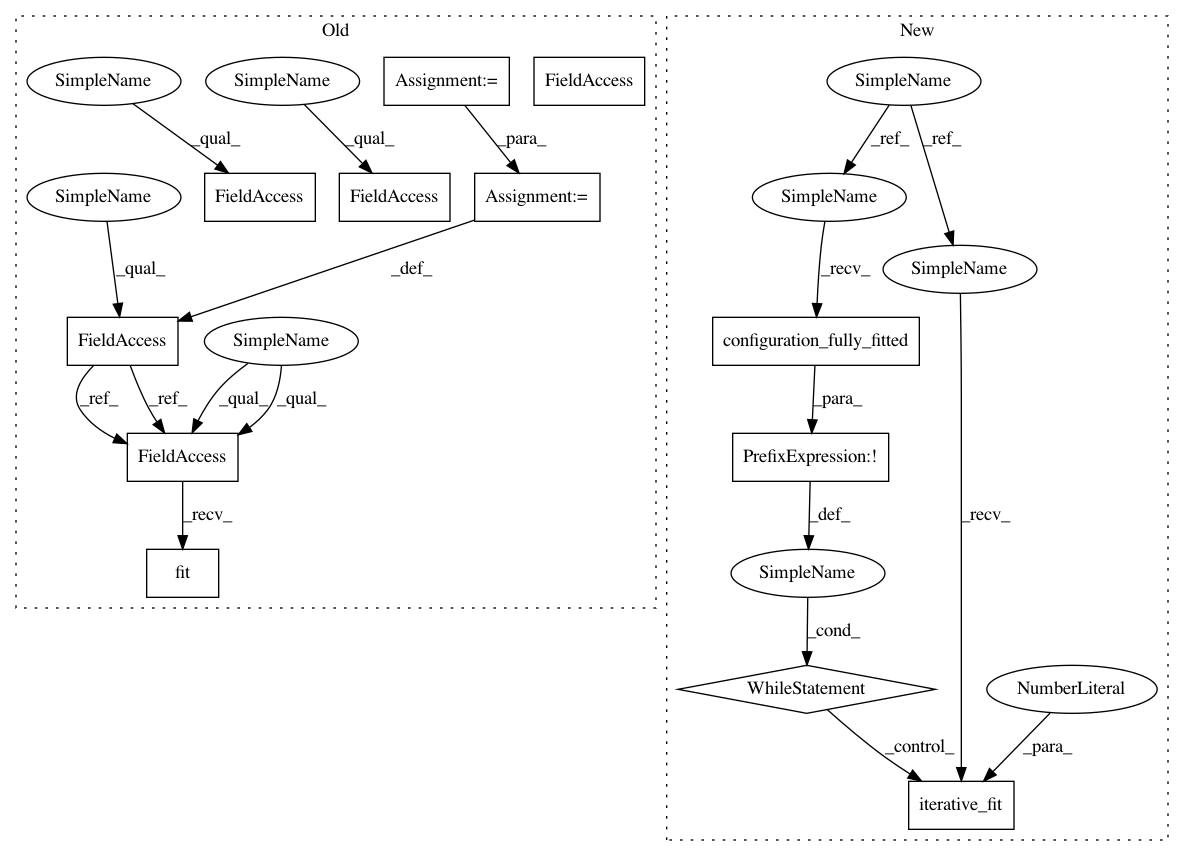 Old
New
SimpleName
SimpleName
Assignment:=
FieldAccess
SimpleName
_qual_
_qual_
_para_
_ref_
_ref_
SimpleName
FieldAccess
FieldAccess
Assignment:=
SimpleName
SimpleName
_qual_
_def_
_recv_
FieldAccess
SimpleName
configuration_fully_fitted
_ref_
_ref_
_qual_
_qual_
_para_
FieldAccess
PrefixExpression:!
_recv_
_def_
_recv_
fit
SimpleName
_cond_
WhileStatement
NumberLiteral
_control_
_para_
iterative_fit